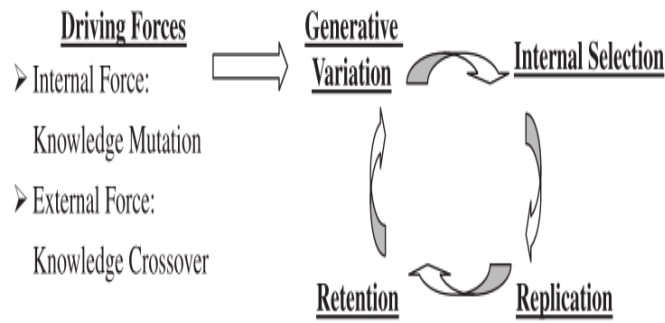 Driving Forces
➢ Internal Force:
Knowledge Mutation
➢ External Force:
Knowledge Crossover
Generative
Variation
Internal Selection
Replication
Retention